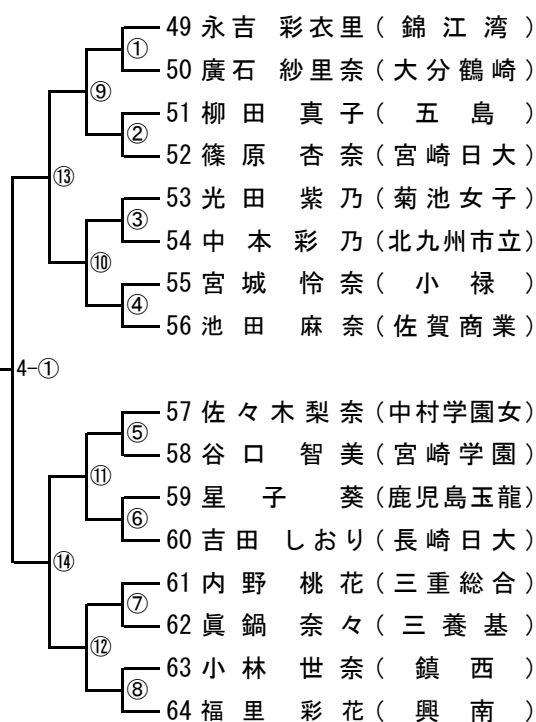 49 永吉 彩衣里 ( 錦江湾 )
①
50 廣石 紗里奈 (大分鶴崎)
⑨
51 柳田 真子 ( 五島 )
②
52 篠原 杏奈 (宮崎日大)
⑬
53 光田 紫乃 (菊池女子)
③
54 中本 彩乃 (北九州市立)
⑩
55 宮城 怜奈 ( 小禄 )
④
56 池田 麻奈 (佐賀商業)
4-①
57 佐々木梨奈 (中村学園女)
⑤
58 谷口 智美 (宮崎学園)
⑪
59 星子 葵 (鹿児島玉龍)
⑥
60 吉田 しおり (長崎日大)
⑭
61 内野 桃花 (三重総合)
⑦
62 眞鍋 奈々 (三養基)
⑫
63 小林 世奈 ( 鎮西 )
⑧
64 福里 彩花 ( 興南 )